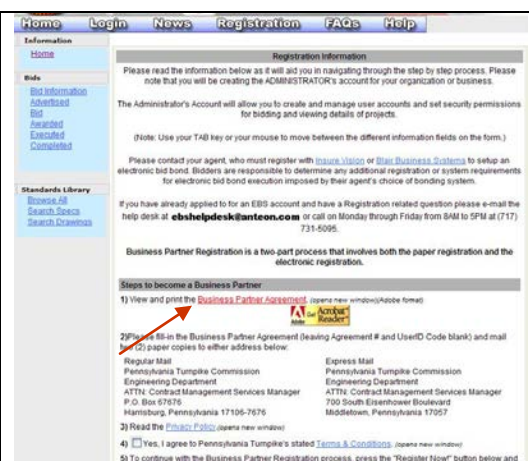 Home Login News Registration FAQs Help
Information
Home
Bids
Bid Information
Advertised
Bid
Awarded
Executed
Completed
Standards Library
Browse All
Search Specs
Search Drawings
Registration Information
Please read the information below as it will aid you in navigating through the step by step process. Please
note that you will be creating the ADMINISTRATOR's account for your organization or business.
The Administrator's Account will allow you to create and manage user accounts and set security permissions
for bidding and viewing details of projects.
(Note: Use your TAB key or your mouse to move between the different information fields on the form.)
Please contact your agent, who must register with Insure Vision or Blair Business Systems to setup an
electronic bid bond. Bidders are responsible to determine any additional registration or system requirements
for electronic bid bond execution imposed by their agent's choice of bonding system.
If you have already applied to for an EBS account and have a Registration related question please e-mail the
help desk at ebshelpdesk@anteon.com or call on Monday through Friday from 8AM to 5PM at (717)
731-5095.
Business Partner Registration is a two-part process that involves both the paper registration and the
electronic registration.
Steps to become a Business Partner
1) View and print the Business Partner Agreement. (opens new window)(Adobe format)
Adobe Get Acrobat Reader
2)Please fill-in the Business Partner Agreement (leaving Agreement # and UserID Code blank) and mail
two (2) paper copies to either address below:
Regular Mail
Pennsylvania Turnpike Commission
Engineering Department
ATTN: Contract Management Services Manager
P.O. Box 67676
Harrisburg, Pennsylvania 17106-7676
Express Mail
Pennsylvania Turnpike Commission
Engineering Department
ATTN: Contract Management Services Manager
700 South Eisenhower Boulevard
Middletown, Pennsylvania 17057
3) Read the Privacy Policy.(opens new window)
4) Yes, I agree to Pennsylvania Turnpike's stated Terms & Conditions. (opens new window)
5) To continue with the Business Partner Registration process, press the "Register Now!" button below and